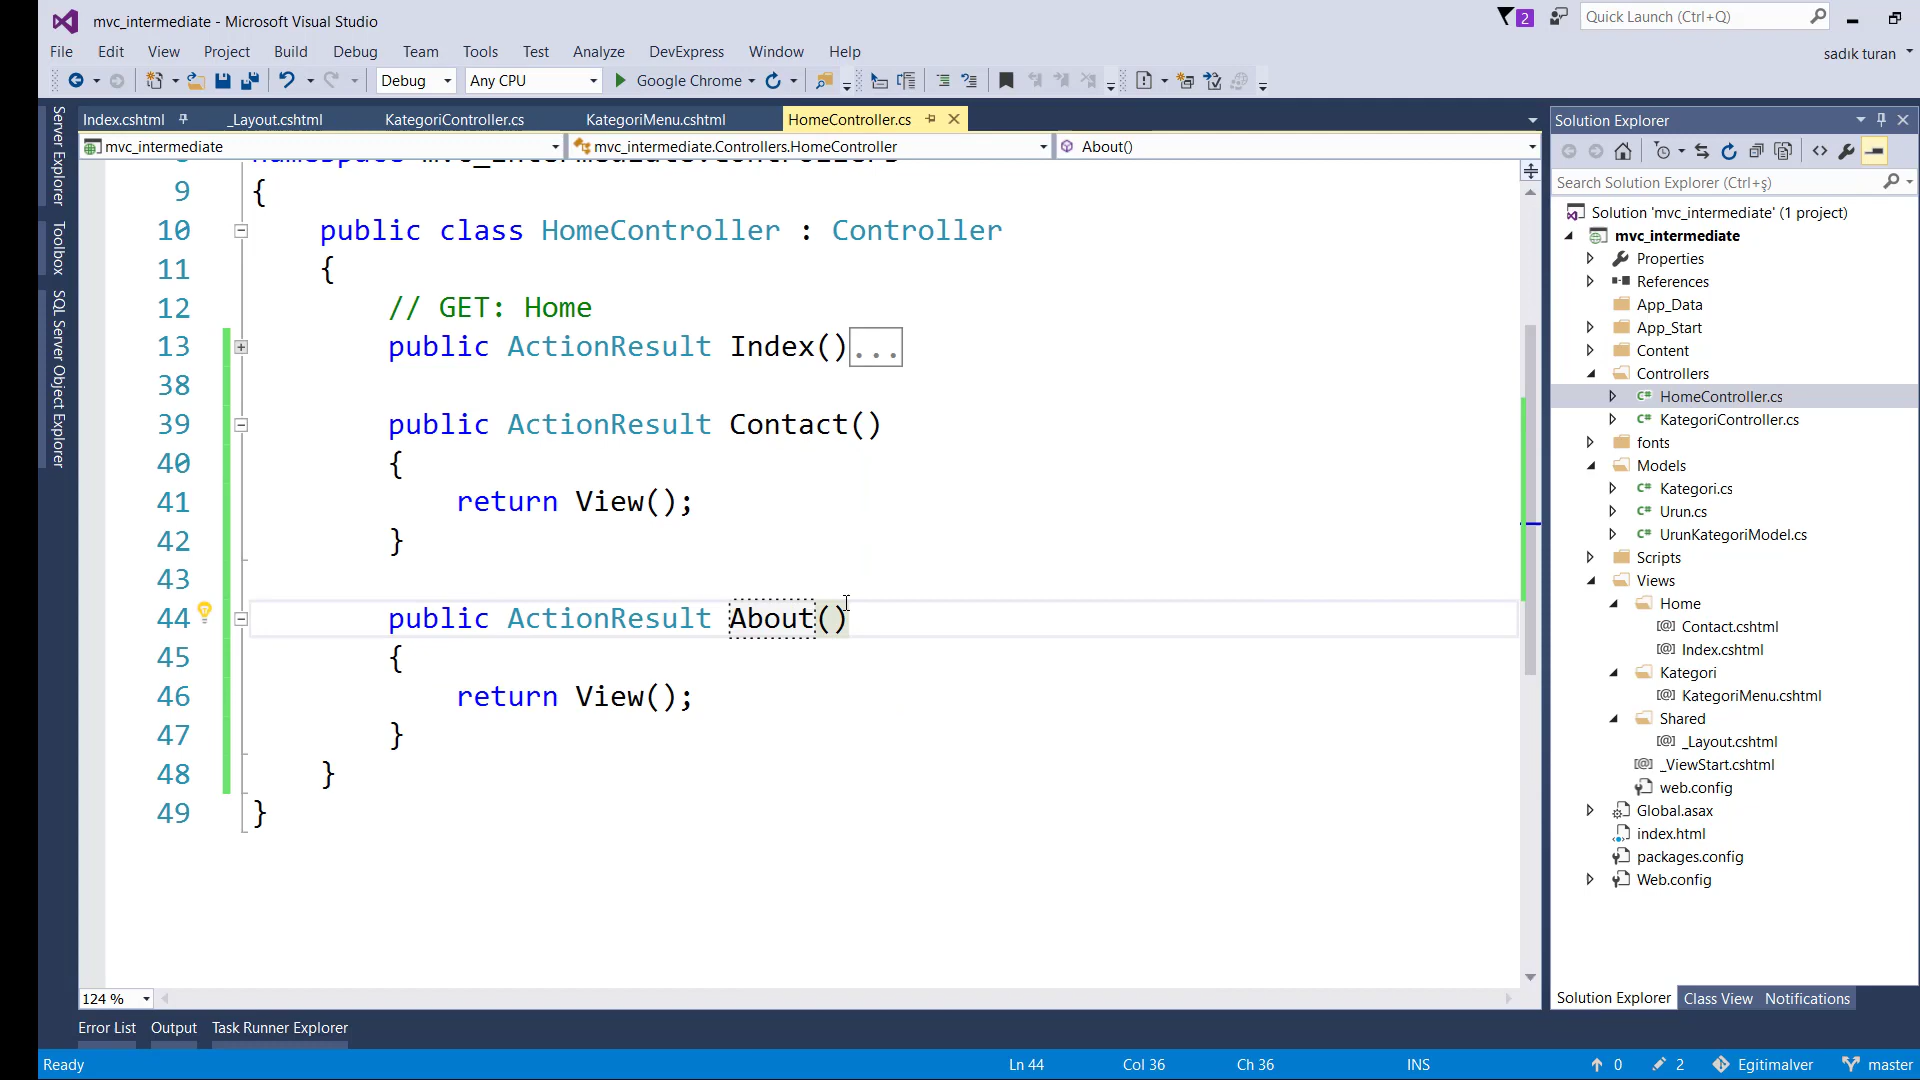 mvc_intermediate - Microsoft Visual Studio
2
Quick Launch (Ctrl+Q)
File Edit View Project Build Debug Team Tools Test Analyze DevExpress Window Help
sadık turan
Debug Any CPU Google Chrome
Server Explorer
Toolbox
SQL Server Object Explorer
Index.cshtml _Layout.cshtml KategoriController.cs KategoriMenu.cshtml HomeController.cs
mvc_intermediate mvc_intermediate.Controllers.HomeController About()
9 {
10 public class HomeController : Controller
11 {
12 // GET: Home
13 public ActionResult Index()...
38
39 public ActionResult Contact()
40 {
41 return View();
42 }
43
44 public ActionResult About()
45 {
46 return View();
47 }
48 }
49 }
124 %
Error List Output Task Runner Explorer
Solution Explorer
Search Solution Explorer (Ctrl+ş)
Solution 'mvc_intermediate' (1 project)
mvc_intermediate
Properties
References
App_Data
App_Start
Content
Controllers
C# HomeController.cs
C# KategoriController.cs
fonts
Models
C# Kategori.cs
C# Urun.cs
C# UrunKategoriModel.cs
Scripts
Views
Home
[@] Contact.cshtml
[@] Index.cshtml
Kategori
[@] KategoriMenu.cshtml
Shared
[@] _Layout.cshtml
[@] _ViewStart.cshtml
web.config
Global.asax
index.html
packages.config
Web.config
Solution Explorer Class View Notifications
Ready Ln 44 Col 36 Ch 36 INS 0 2 Egitimalver master